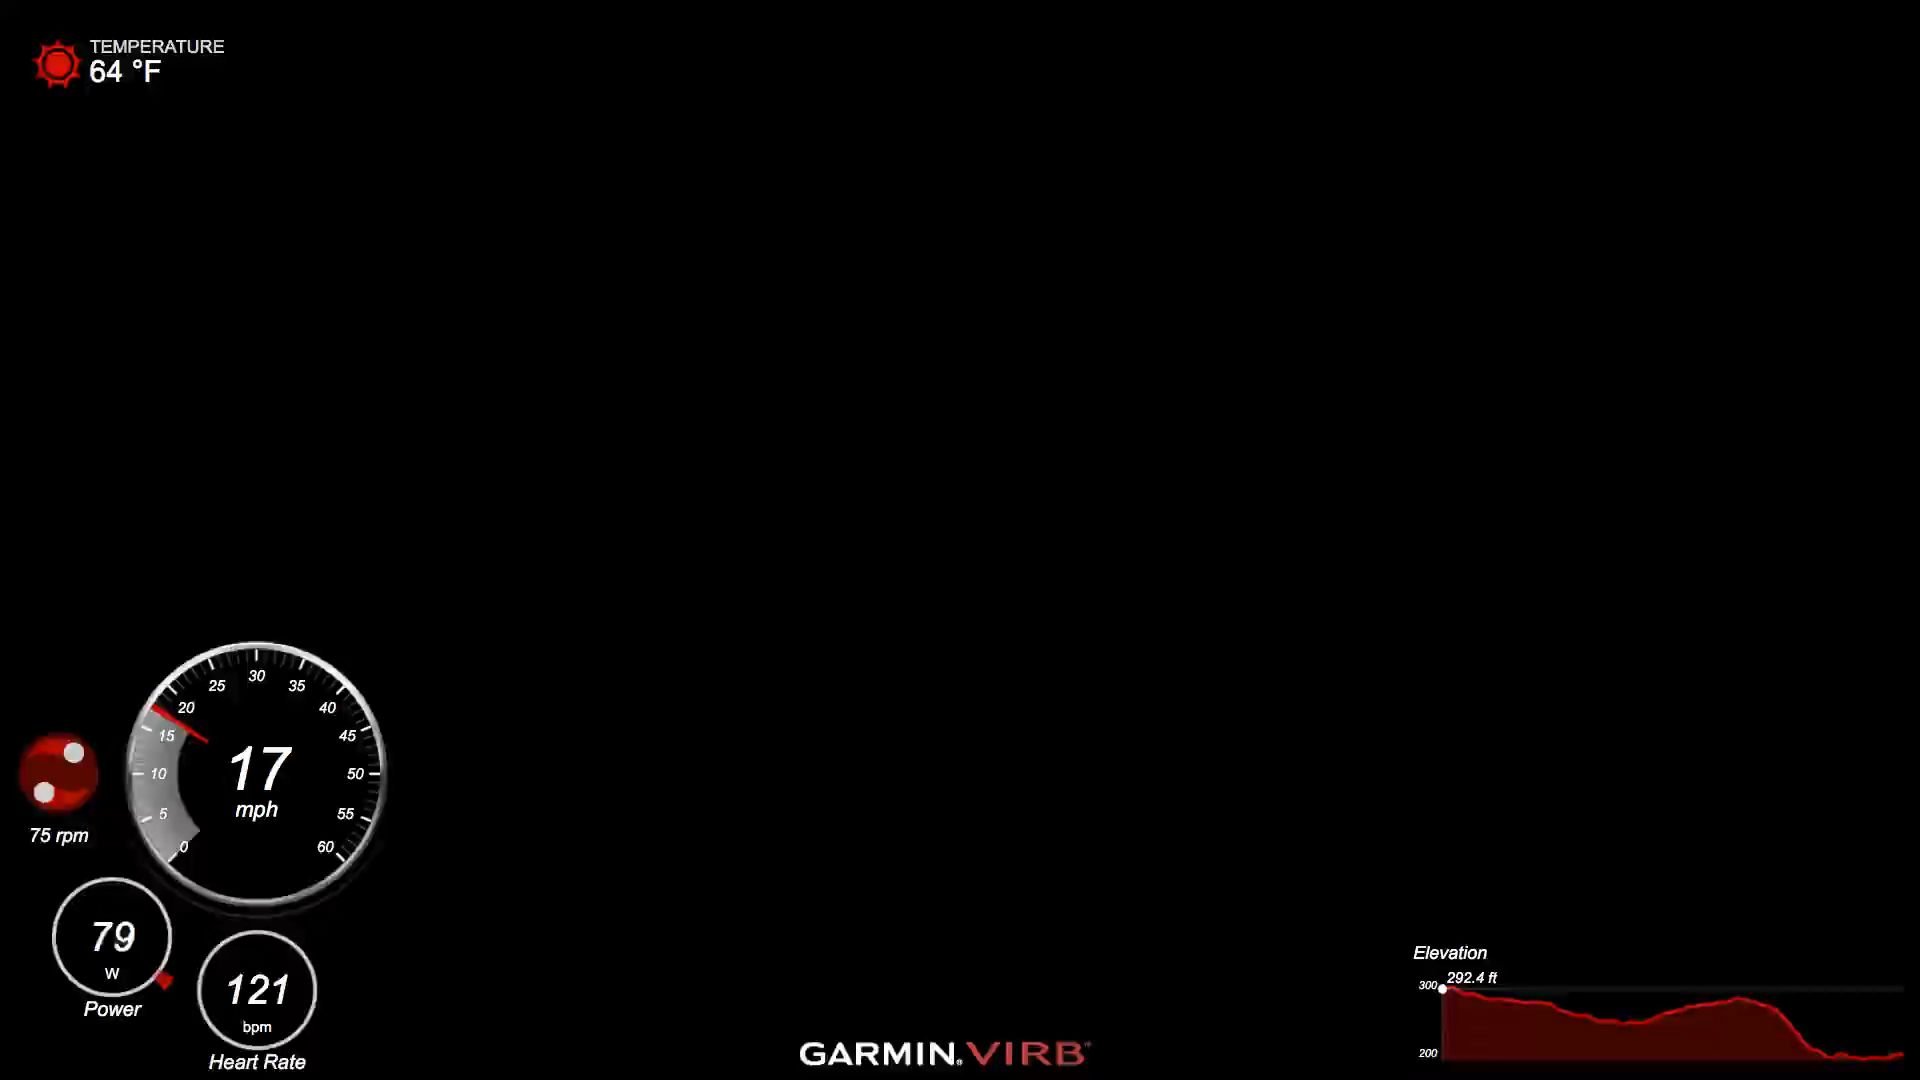 TEMPERATURE
64 °F
30
25
35
20
40
15
45
10
50
5
55
0
60
17
mph
75 rpm
79
W
Power
121
bpm
Heart Rate
GARMIN. VIRB
Elevation
292.4 ft
300
200